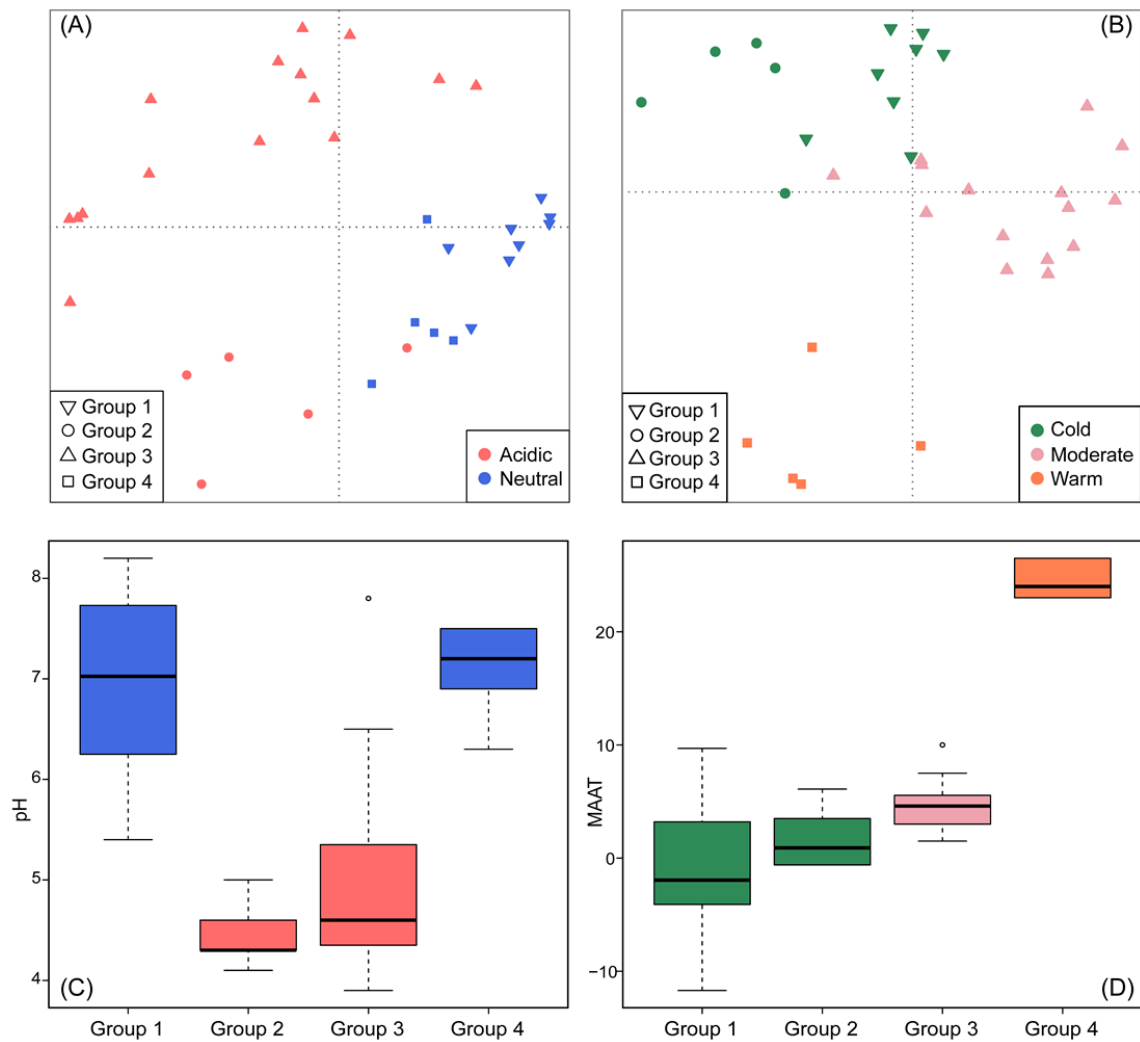 (A)
Group 1
Group 2
Group 3
Group 4
Acidic
Neutral
(B)
Group 1
Group 2
Group 3
Group 4
Cold
Moderate
Warm
8
7
6
5
4
pH
(C)
Group 1
Group 2
Group 3
Group 4
20
10
0
−10
MAAT
(D)
Group 1
Group 2
Group 3
Group 4